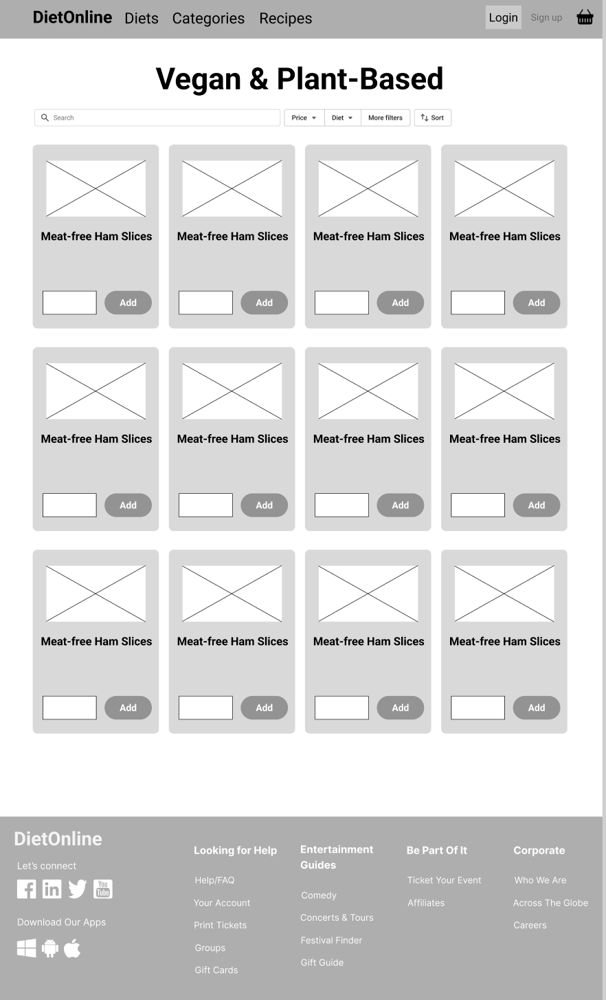 DietOnline Diets Categories Recipes Login Sign up
Vegan & Plant-Based
Search Price Diet More filters Sort
Meat-free Ham Slices Meat-free Ham Slices Meat-free Ham Slices Meat-free Ham Slices
Add Add Add Add
Meat-free Ham Slices Meat-free Ham Slices Meat-free Ham Slices Meat-free Ham Slices
Add Add Add Add
Meat-free Ham Slices Meat-free Ham Slices Meat-free Ham Slices Meat-free Ham Slices
Add Add Add Add
DietOnline
Let's connect
You
Tube
Download Our Apps
Looking for Help
Help/FAQ
Your Account
Print Tickets
Groups
Gift Cards
Entertainment
Guides
Comedy
Concerts & Tours
Festival Finder
Gift Guide
Be Part Of It
Ticket Your Event
Affiliates
Corporate
Who We Are
Across The Globe
Careers